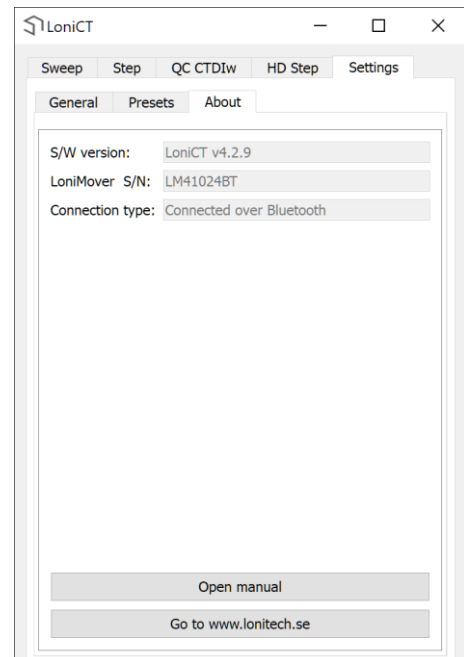 LoniCT
Sweep Step QC CTDIw HD Step Settings
General Presets About
S/W version: LoniCT v4.2.9
LoniMover S/N: LM41024BT
Connection type: Connected over Bluetooth
Open manual
Go to www.lonitech.se